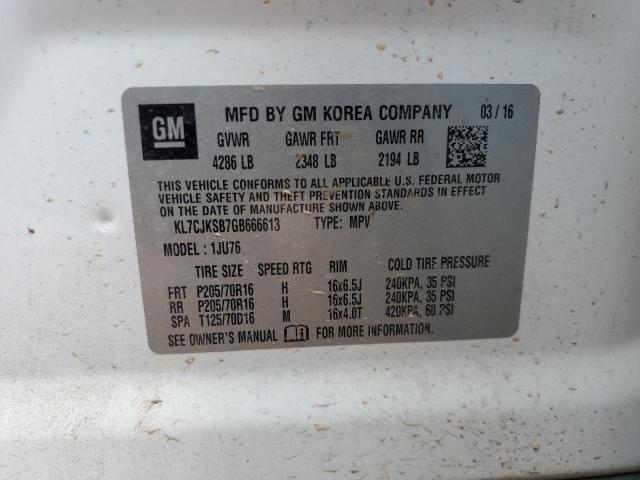 GM
MFD BY GM KOREA COMPANY 03 / 16
GVWR GAWR FRT GAWR RR
4286 LB 2348 LB 2194 LB
THIS VEHICLE CONFORMS TO ALL APPLICABLE U.S. FEDERAL MOTOR
VEHICLE SAFETY AND THEFT PREVENTION STANDARDS IN EFFECT
ON THE DATE OF MANUFACTURE SHOWN ABOVE.
KL7CJKSB7GB666613 TYPE: MPV
MODEL : 1JU76
TIRE SIZE SPEED RTG RIM COLD TIRE PRESSURE
FRT P205/70R16 H 16x6.5J 240KPA, 35 PSI
RR P205/70R16 H 16x6.5J 240KPA, 35 PSI
SPA T125/70D16 M 16x4.0T 420KPA, 60 PSI
SEE OWNER'S MANUAL FOR MORE INFORMATION.